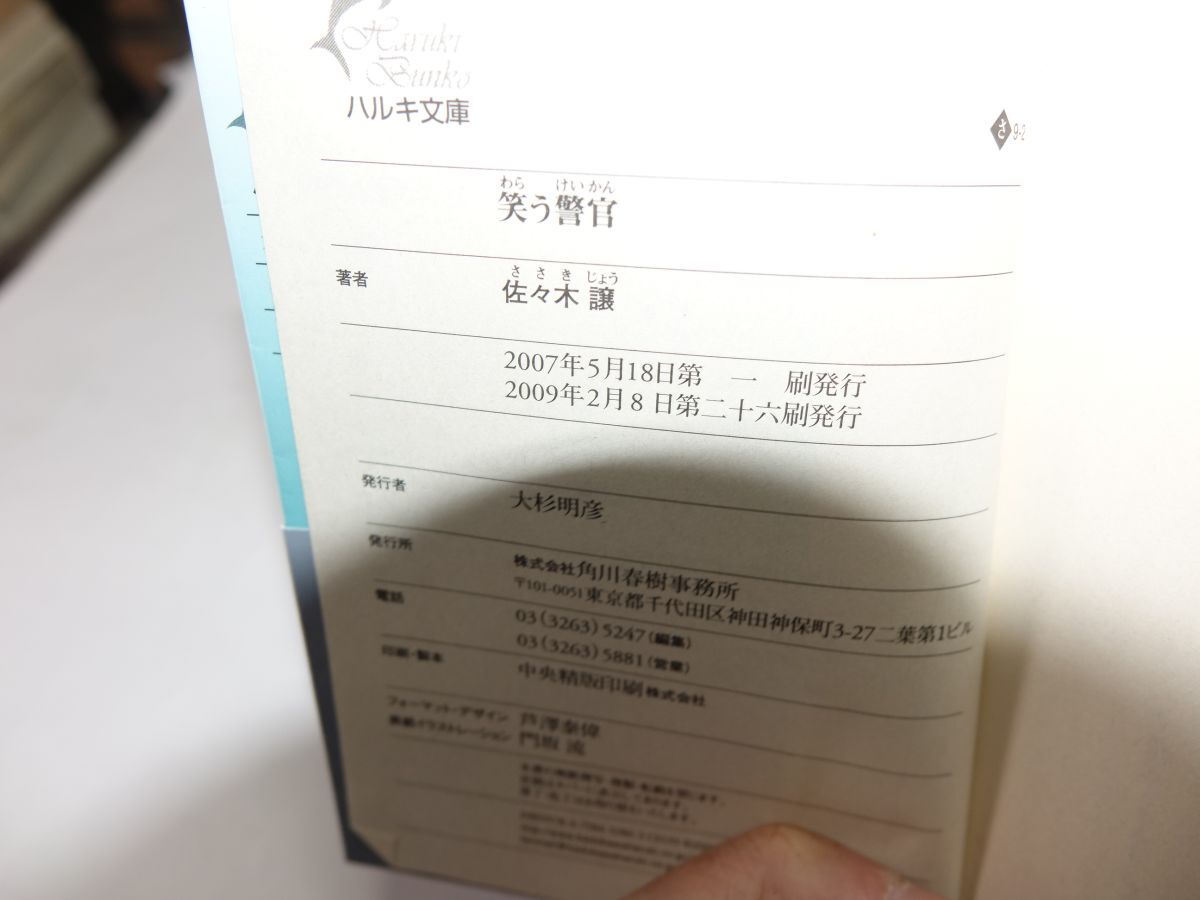 Haruki
Bunko
ハルキ文庫
さ 9-2
わら けいかん
笑う警官
著者
ささきじょう
佐々木 譲
2007年5月18日第 一 刷発行
2009年2月8日第二十六刷発行
発行者
大杉明彦
発行所
株式会社角川春樹事務所
〒101-0051東京都千代田区神田神保町3-27二葉第1ビル
電話
03(3263)5247(編集)
03(3263)5881(営業)
印刷・製本
中央精版印刷株式会社
フォーマット・デザイン 芦澤泰偉
表紙イラストレーション 門坂 流